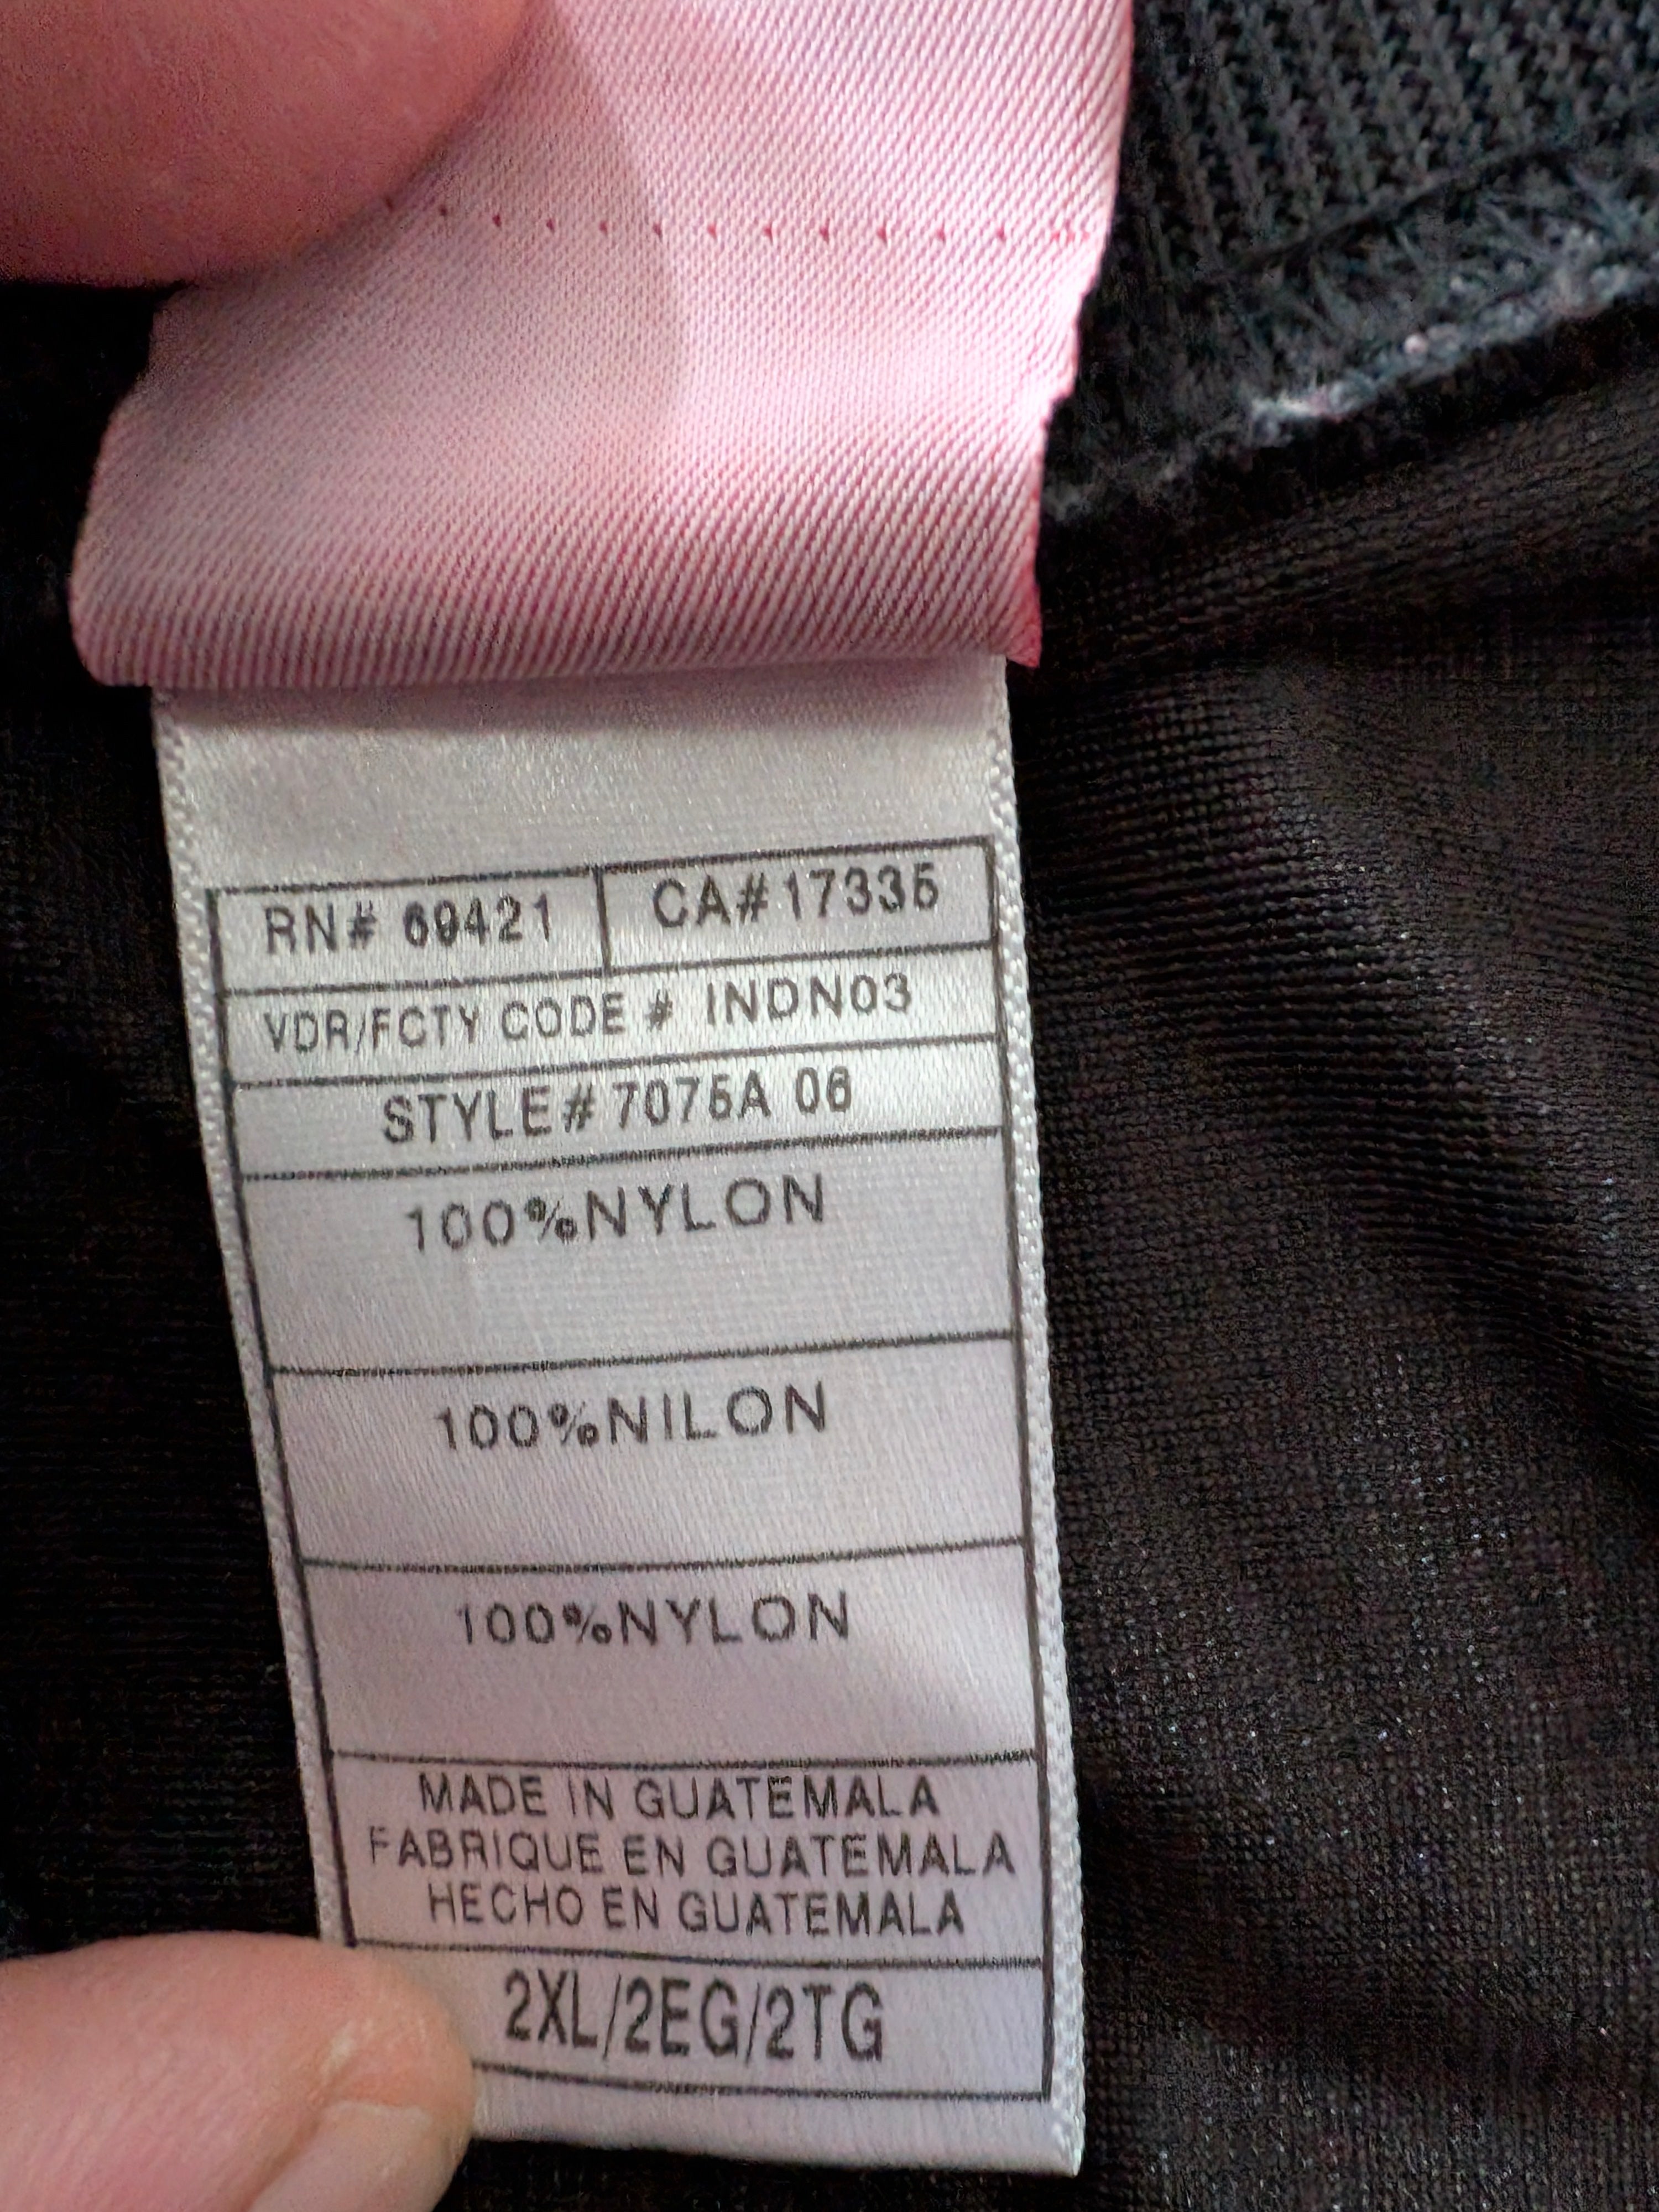 RN# 69421 CA# 17335
VDR/FCTY CODE # INDN03
STYLE# 7075A 06
100%NYLON
100%NILON
100%NYLON
MADE IN GUATEMALA
FABRIQUE EN GUATEMALA
HECHO EN GUATEMALA
2XL/2EG/2TG